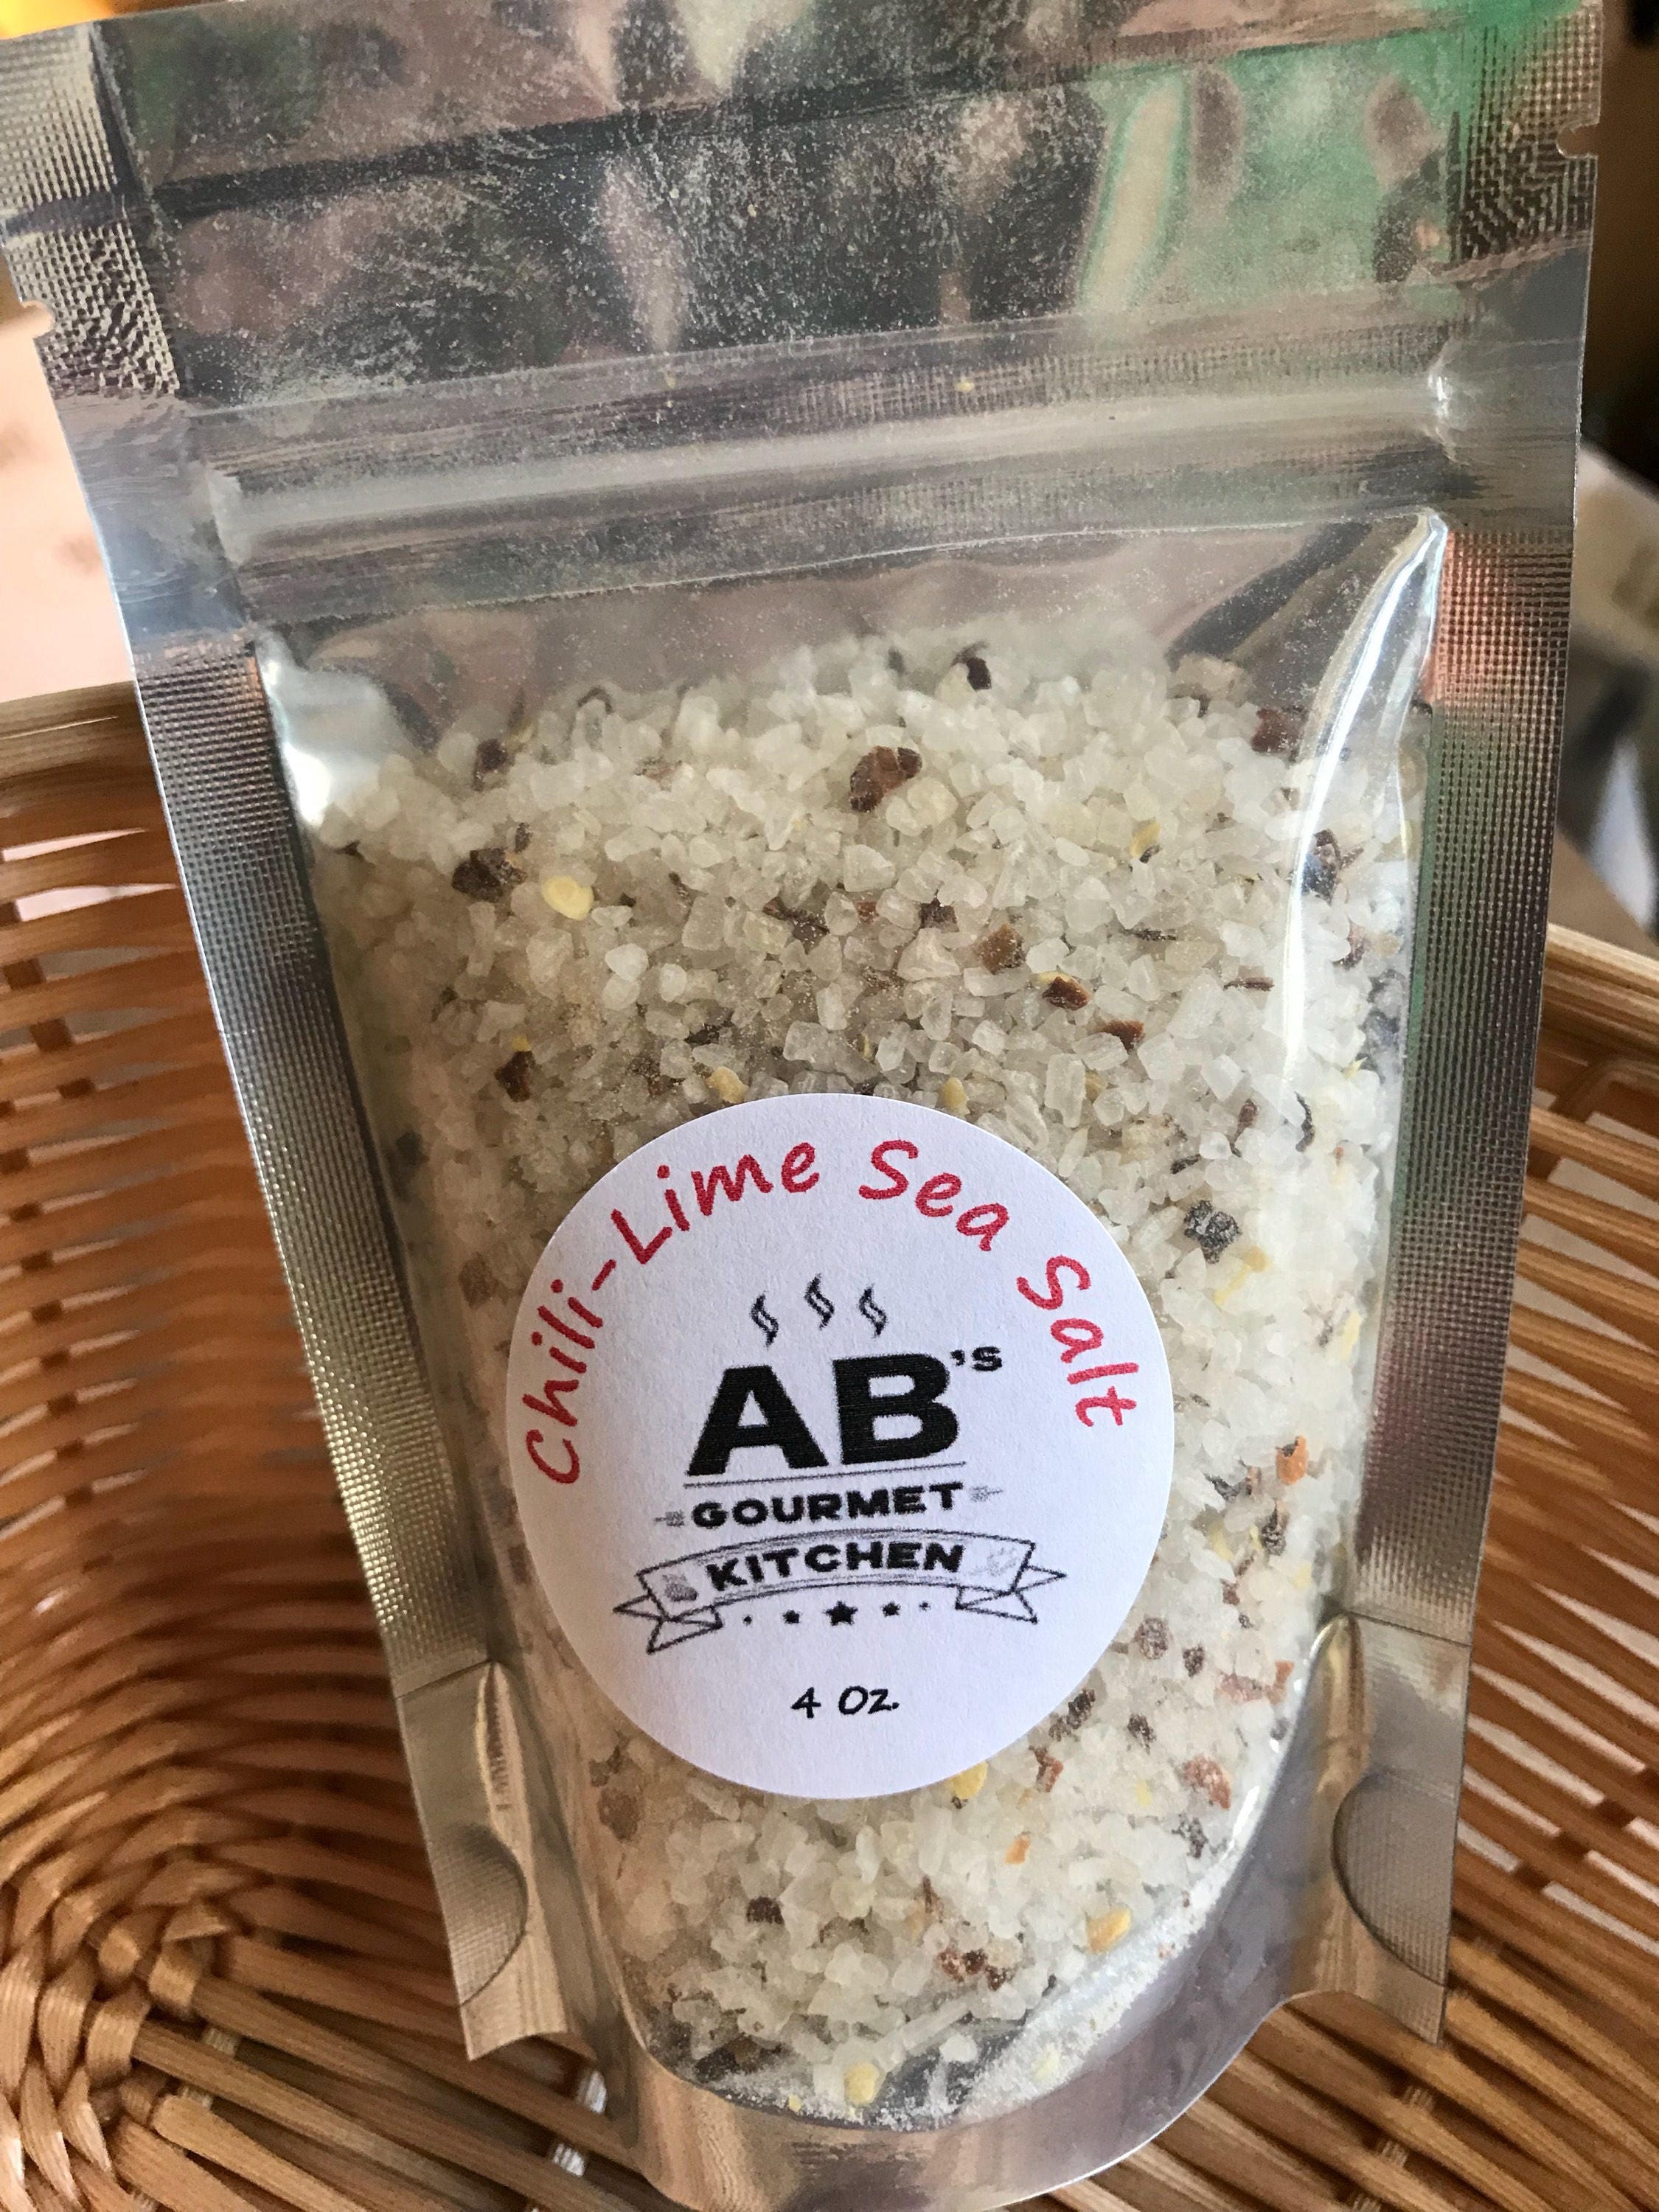 Chili-Lime Sea Salt
AB's
GOURMET
KITCHEN
4 Oz.